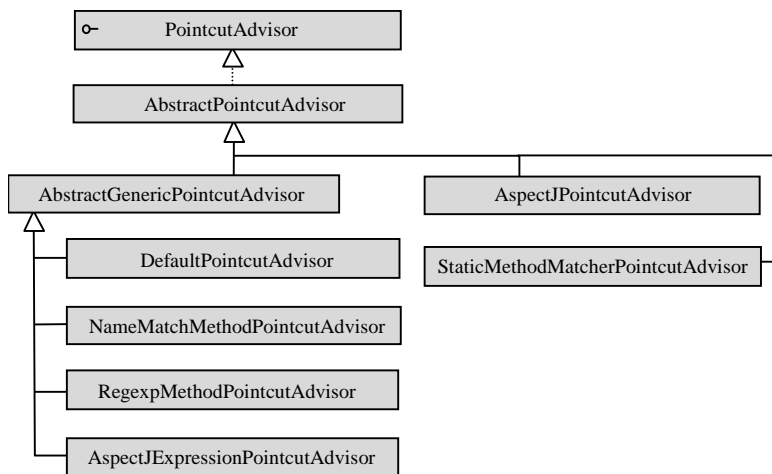 PointcutAdvisor
AbstractPointcutAdvisor
AbstractGenericPointcutAdvisor
AspectJPointcutAdvisor
DefaultPointcutAdvisor
StaticMethodMatcherPointcutAdvisor
NameMatchMethodPointcutAdvisor
RegexpMethodPointcutAdvisor
AspectJExpressionPointcutAdvisor